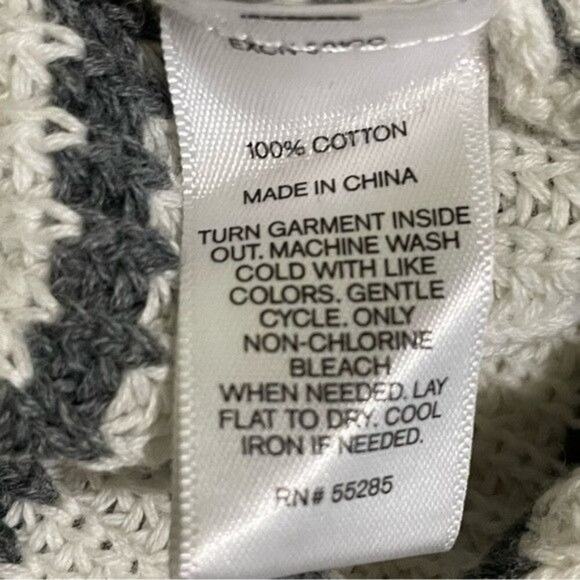 100% COTTON
MADE IN CHINA
TURN GARMENT INSIDE
OUT. MACHINE WASH
COLD WITH LIKE
COLORS. GENTLE
CYCLE. ONLY
NON-CHLORINE
BLEACH
WHEN NEEDED. LAY
FLAT TO DRY. COOL
IRON IF NEEDED.
RN# 55285